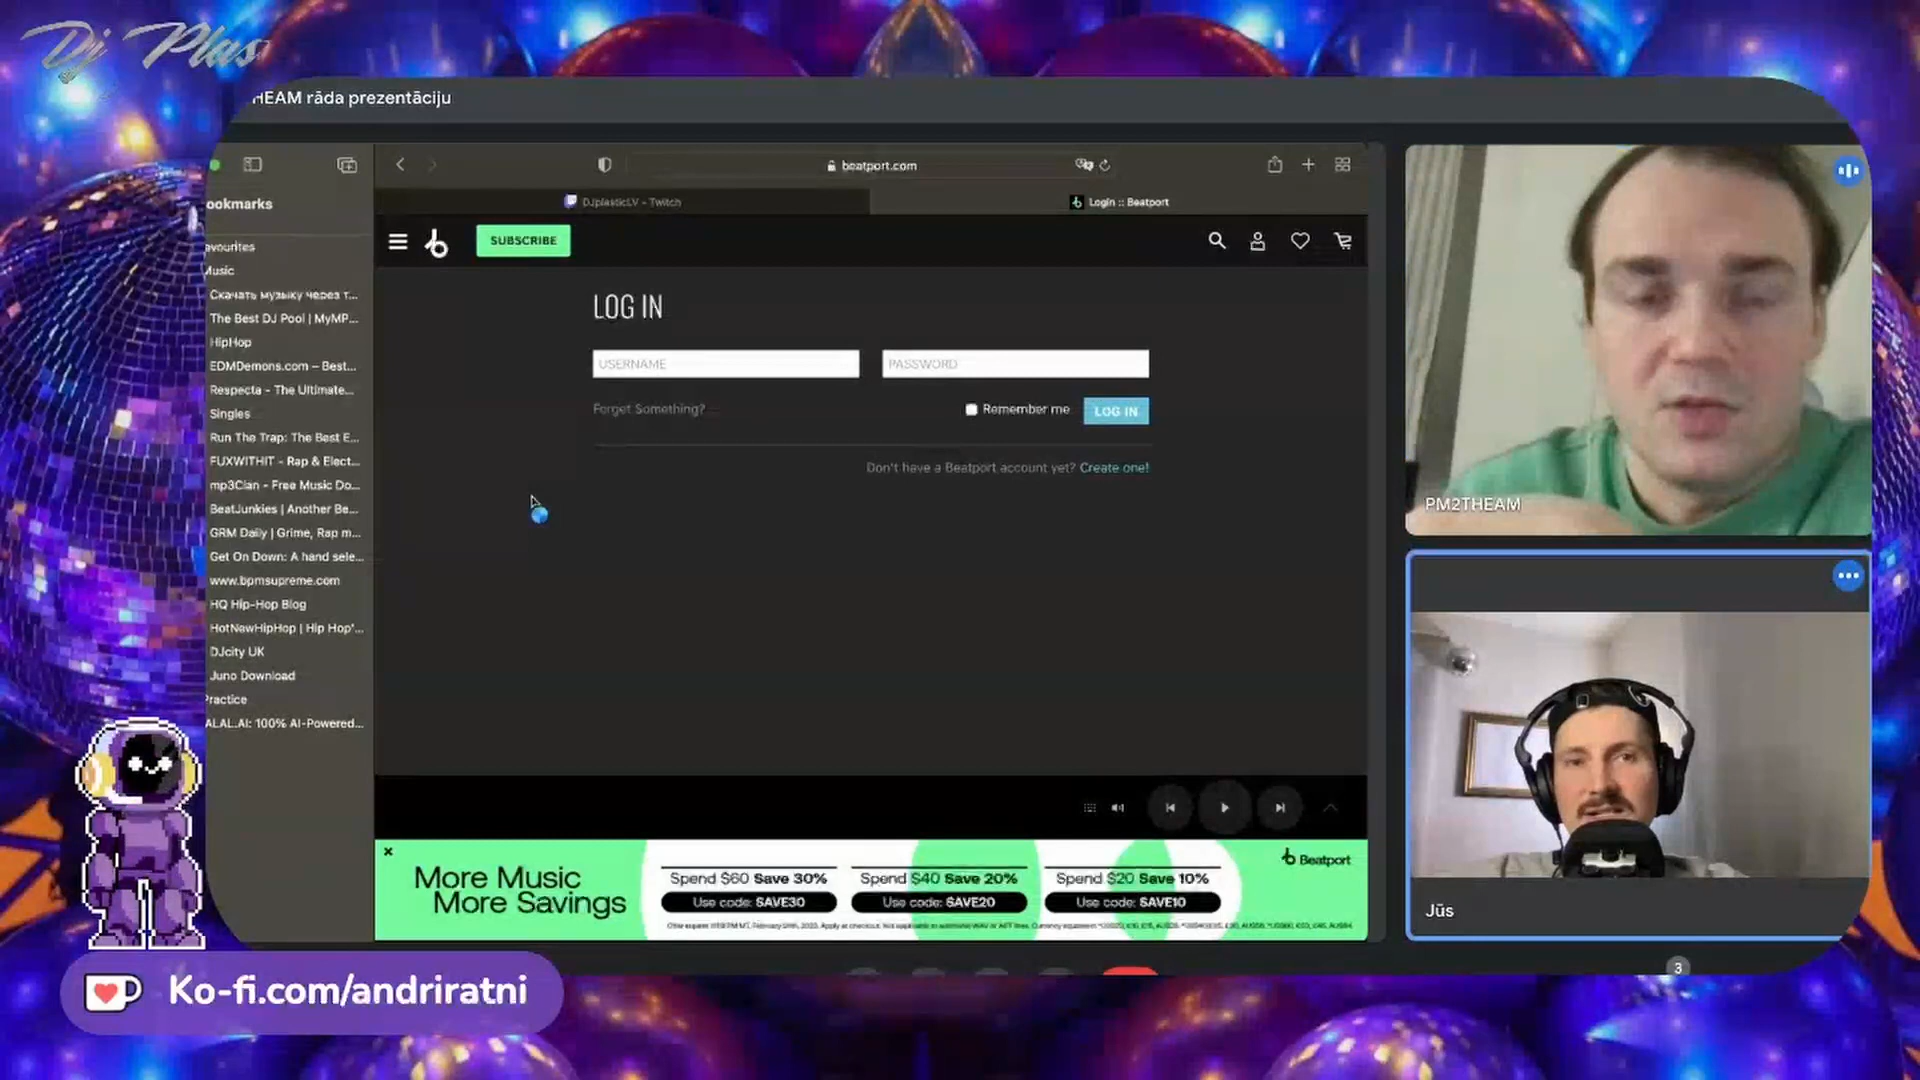 Dj Plas
HEAM rāda prezentāciju
beatport.com
DJplasticLV - Twitch
Login :: Beatport
ookmarks
avourites
Music
Скачать музыку через т...
The Best DJ Pool | MyMP...
HipHop
EDMDemons.com – Best...
Respecta - The Ultimate...
Singles
Run The Trap: The Best E...
FUXWITHIT - Rap & Elect...
mp3Clan - Free Music Do...
BeatJunkies | Another Be...
GRM Daily | Grime, Rap m...
Get On Down: A hand sele...
www.bpmsupreme.com
HQ Hip-Hop Blog
HotNewHipHop | Hip Hop'...
DJcity UK
Juno Download
Practice
ALAL.AI: 100% AI-Powered...
SUBSCRIBE
LOG IN
USERNAME
PASSWORD
Forget Something?
Remember me
LOG IN
Don't have a Beatport account yet? Create one!
More Music
More Savings
Spend $60 Save 30%
Use code: SAVE30
Spend $40 Save 20%
Use code: SAVE20
Spend $20 Save 10%
Use code: SAVE10
Beatport
PM2THEAM
Jūs
3
Ko-fi.com/andriratni